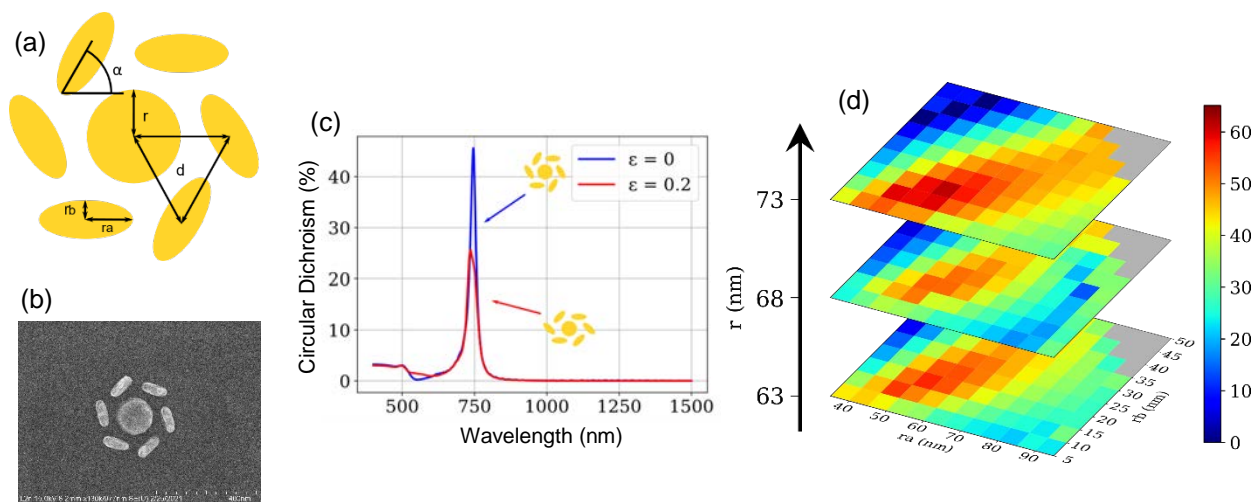 (a)
α
r
d
rb
ra
(b)
400nm
(c)
Circular Dichroism (%)
40
30
20
10
0
ε = 0
ε = 0.2
500
750
1000
1250
1500
Wavelength (nm)
(d)
r (nm)
73
68
63
40
50
60
70
80
90
ra (nm)
5
10
15
20
25
30
35
40
45
50
rb (nm)
60
50
40
30
20
10
0